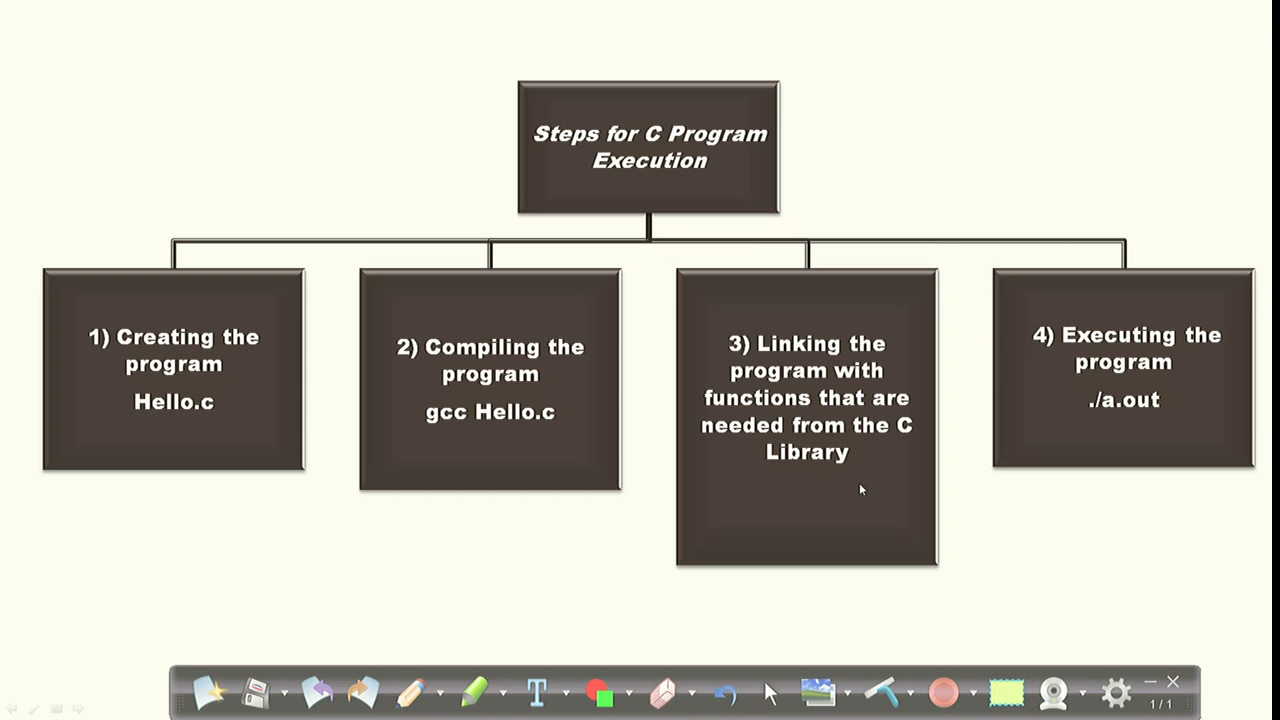 Steps for C Program
Execution
1) Creating the
program
Hello.c
2) Compiling the
program
gcc Hello.c
3) Linking the
program with
functions that are
needed from the C
Library
4) Executing the
program
./a.out
T
1/1